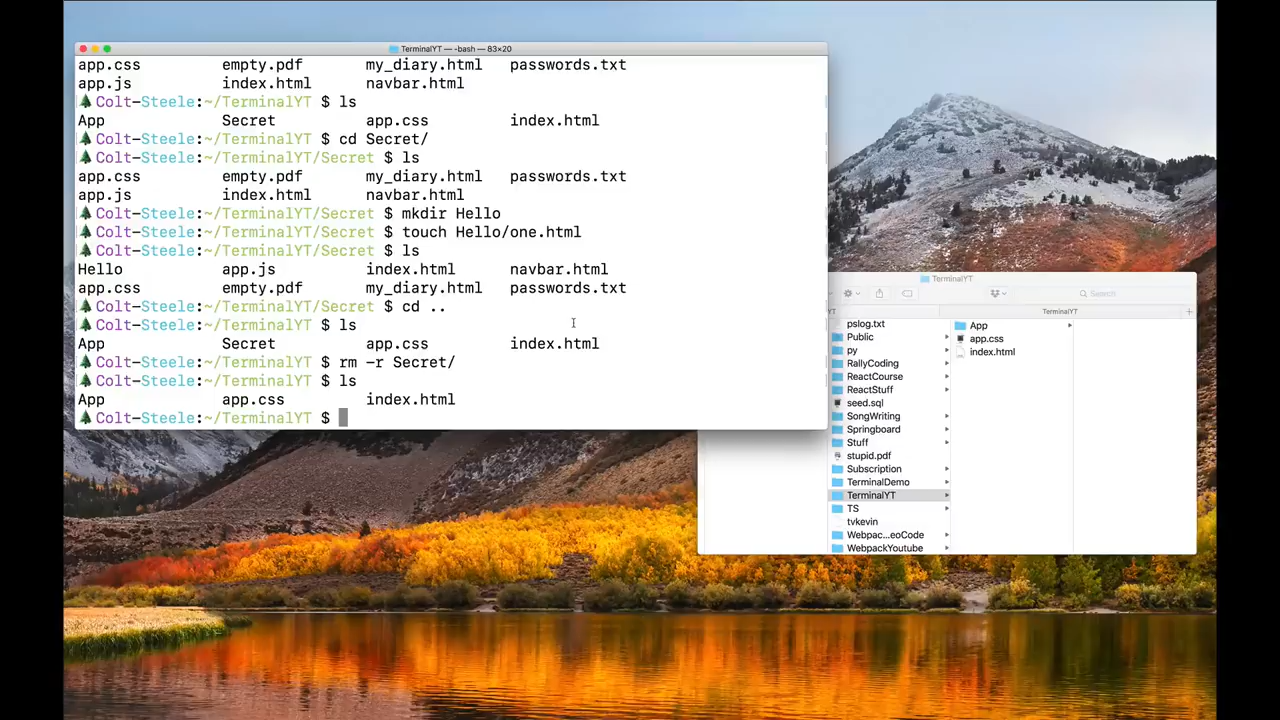 TerminalYT — -bash — 83×20
app.css empty.pdf my_diary.html passwords.txt
app.js index.html navbar.html
Colt-Steele:~/TerminalYT $ ls
App Secret app.css index.html
Colt-Steele:~/TerminalYT $ cd Secret/
Colt-Steele:~/TerminalYT/Secret $ ls
app.css empty.pdf my_diary.html passwords.txt
app.js index.html navbar.html
Colt-Steele:~/TerminalYT/Secret $ mkdir Hello
Colt-Steele:~/TerminalYT/Secret $ touch Hello/one.html
Colt-Steele:~/TerminalYT/Secret $ ls
Hello app.js index.html navbar.html
app.css empty.pdf my_diary.html passwords.txt
Colt-Steele:~/TerminalYT/Secret $ cd ..
Colt-Steele:~/TerminalYT $ ls
App Secret app.css index.html
Colt-Steele:~/TerminalYT $ rm -r Secret/
Colt-Steele:~/TerminalYT $ ls
App app.css index.html
Colt-Steele:~/TerminalYT $
TerminalYT
Search
YT TerminalYT
pslog.txt
Public
py
RallyCoding
ReactCourse
ReactStuff
seed.sql
SongWriting
Springboard
Stuff
stupid.pdf
Subscription
TerminalDemo
TerminalYT
TS
tvkevin
Webpac...eoCode
WebpackYoutube
App
app.css
index.html